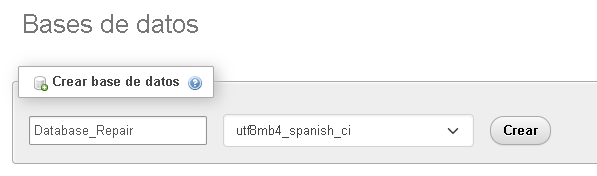 Bases de datos
Crear base de datos
Database_Repair utf8mb4_spanish_ci Crear